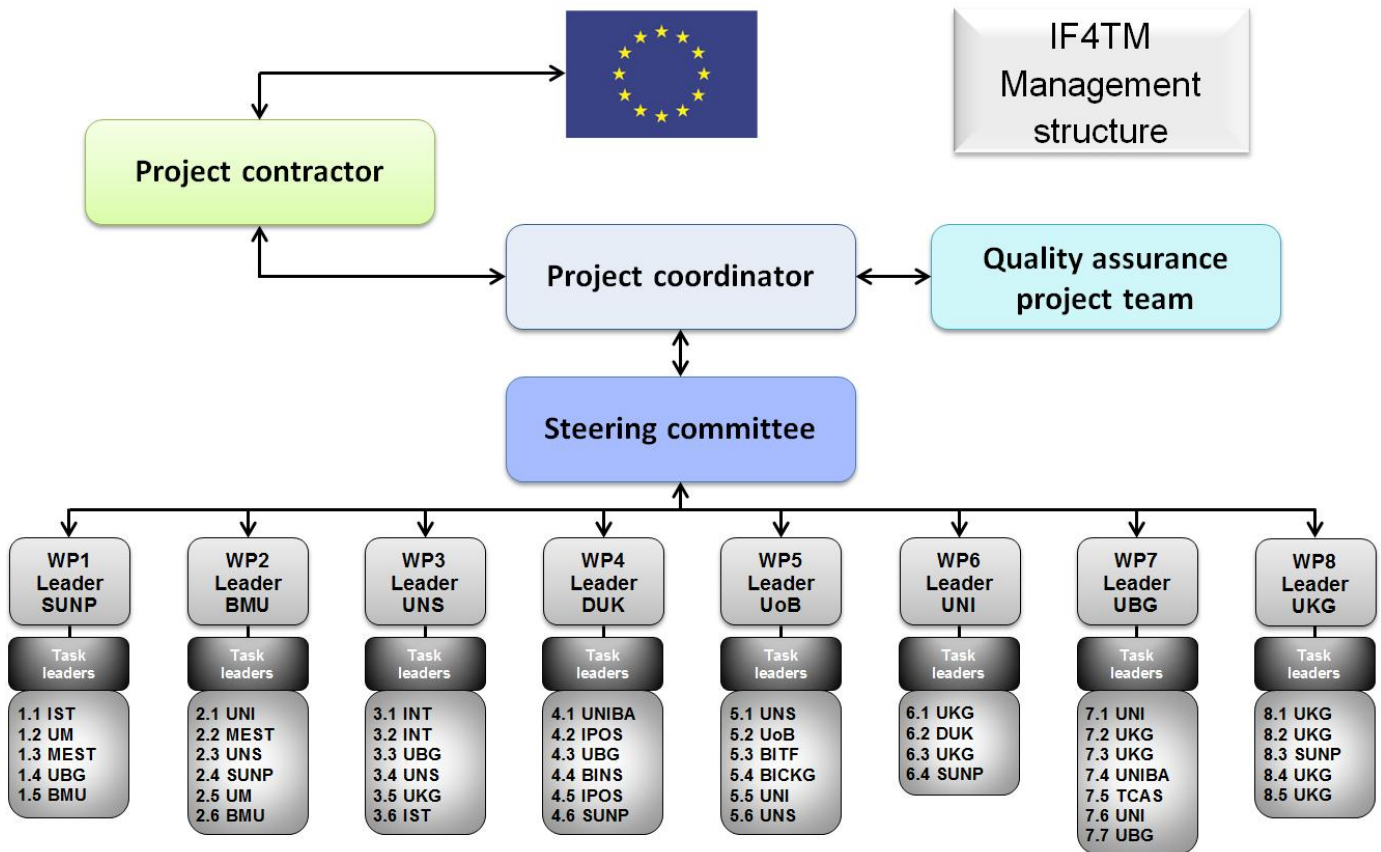 IF4TM
Management
structure
Project contractor
Project coordinator
Quality assurance
project team
Steering committee
WP1
Leader
SUNP
WP2
Leader
BMU
WP3
Leader
UNS
WP4
Leader
DUK
WP5
Leader
UoB
WP6
Leader
UNI
WP7
Leader
UBG
WP8
Leader
UKG
Task
leaders
Task
leaders
Task
leaders
Task
leaders
Task
leaders
Task
leaders
Task
leaders
Task
leaders
1.1 IST
1.2 UM
1.3 MEST
1.4 UBG
1.5 BMU
2.1 UNI
2.2 MEST
2.3 UNS
2.4 SUNP
2.5 UM
2.6 BMU
3.1 INT
3.2 INT
3.3 UBG
3.4 UNS
3.5 UKG
3.6 IST
4.1 UNIBA
4.2 IPOS
4.3 UBG
4.4 BINS
4.5 IPOS
4.6 SUNP
5.1 UNS
5.2 UoB
5.3 BITF
5.4 BICKG
5.5 UNI
5.6 UNS
6.1 UKG
6.2 DUK
6.3 UKG
6.4 SUNP
7.1 UNI
7.2 UKG
7.3 UKG
7.4 UNIBA
7.5 TCAS
7.6 UNI
7.7 UBG
8.1 UKG
8.2 UKG
8.3 SUNP
8.4 UKG
8.5 UKG